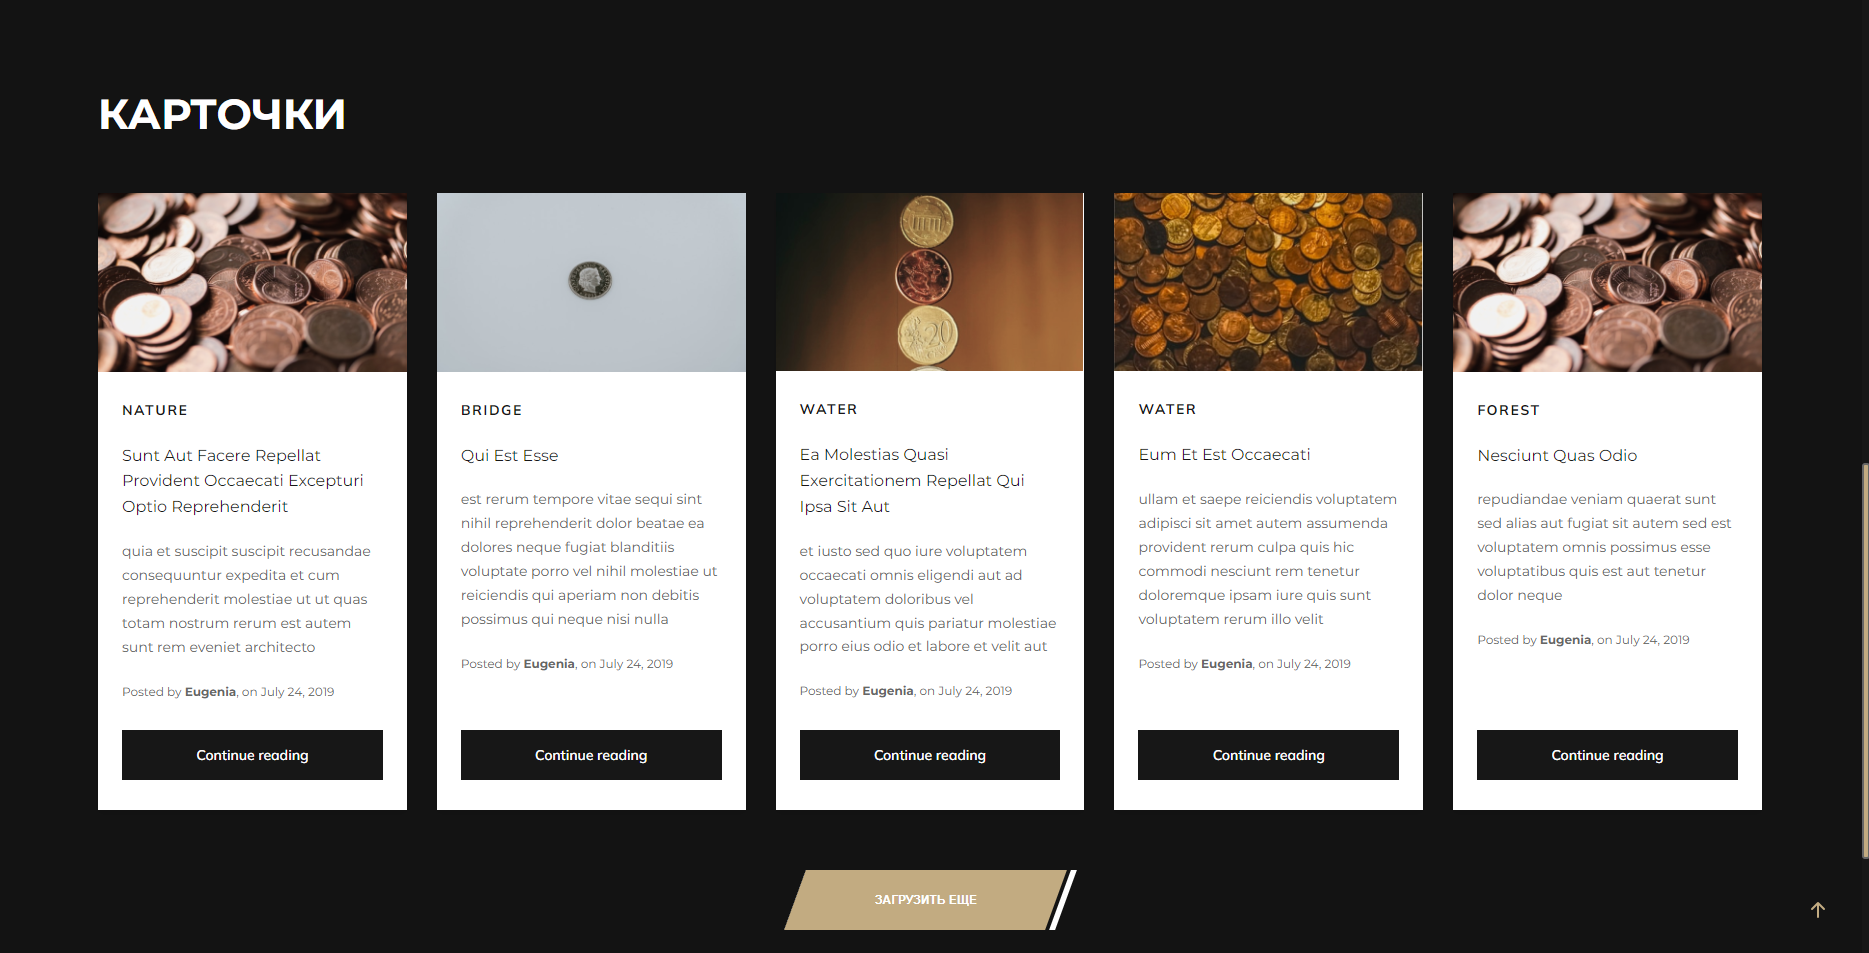 КАРТОЧКИ
NATURE
Sunt Aut Facere Repellat
Provident Occaecati Excepturi
Optio Reprehenderit
quia et suscipit suscipit recusandae
consequuntur expedita et cum
reprehenderit molestiae ut ut quas
totam nostrum rerum est autem
sunt rem eveniet architecto
Posted by Eugenia, on July 24, 2019
Continue reading
BRIDGE
Qui Est Esse
est rerum tempore vitae sequi sint
nihil reprehenderit dolor beatae ea
dolores neque fugiat blanditiis
voluptate porro vel nihil molestiae ut
reiciendis qui aperiam non debitis
possimus qui neque nisi nulla
Posted by Eugenia, on July 24, 2019
Continue reading
20
WATER
Ea Molestias Quasi
Exercitationem Repellat Qui
Ipsa Sit Aut
et iusto sed quo iure voluptatem
occaecati omnis eligendi aut ad
voluptatem doloribus vel
accusantium quis pariatur molestiae
porro eius odio et labore et velit aut
Posted by Eugenia, on July 24, 2019
Continue reading
WATER
Eum Et Est Occaecati
ullam et saepe reiciendis voluptatem
adipisci sit amet autem assumenda
provident rerum culpa quis hic
commodi nesciunt rem tenetur
doloremque ipsam iure quis sunt
voluptatem rerum illo velit
Posted by Eugenia, on July 24, 2019
Continue reading
FOREST
Nesciunt Quas Odio
repudiandae veniam quaerat sunt
sed alias aut fugiat sit autem sed est
voluptatem omnis possimus esse
voluptatibus quis est aut tenetur
dolor neque
Posted by Eugenia, on July 24, 2019
Continue reading
ЗАГРУЗИТЬ ЕЩЕ